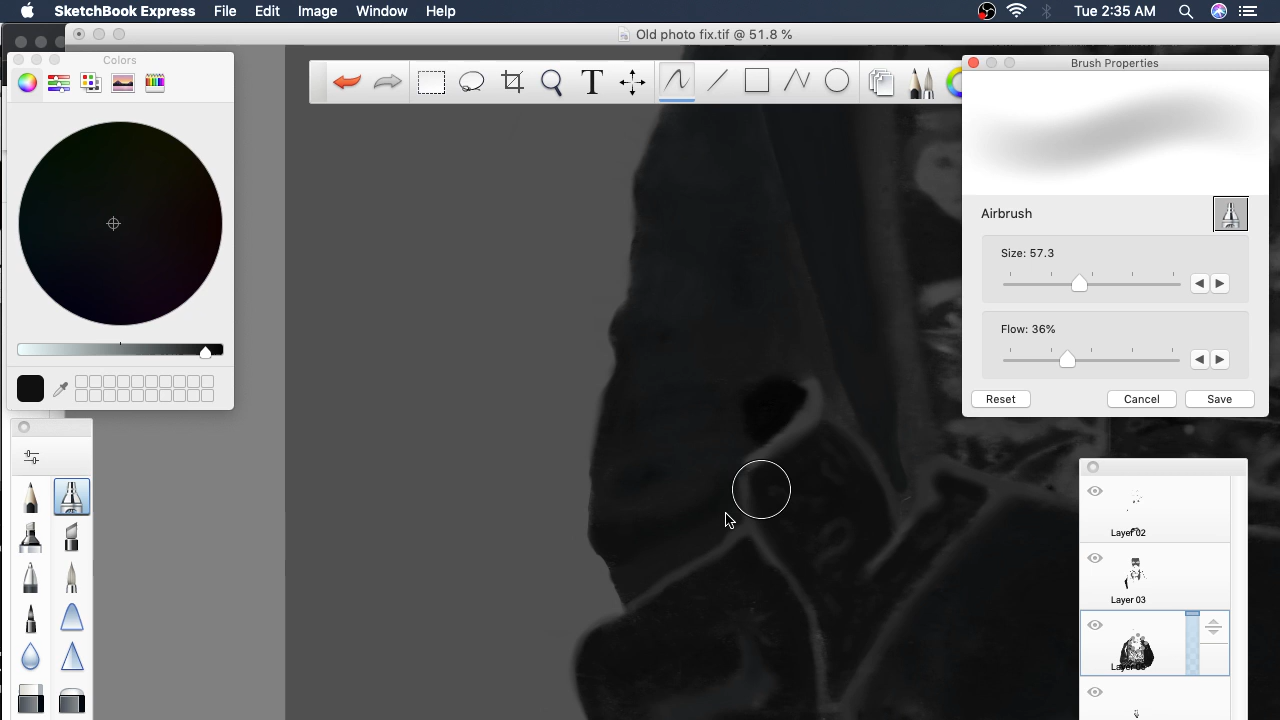 SketchBook Express File Edit Image Window Help Tue 2:35 AM
Old photo fix.tif @ 51.8 %
Colors
Brush Properties
T
Airbrush
Size: 57.3
Flow: 36%
Reset Cancel Save
Layer 02
Layer 03